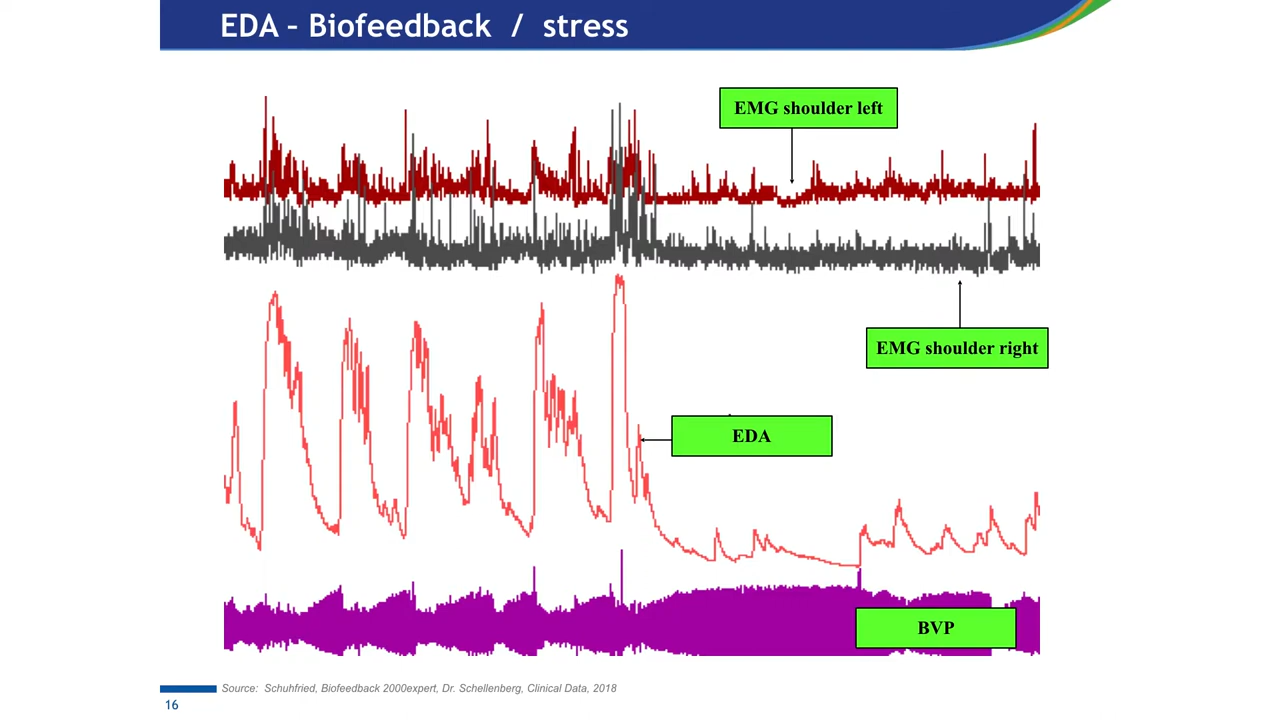 EDA – Biofeedback / stress
EMG shoulder left
EMG shoulder right
EDA
BVP
Source: Schuhfried, Biofeedback 2000expert, Dr. Schellenberg, Clinical Data, 2018
16